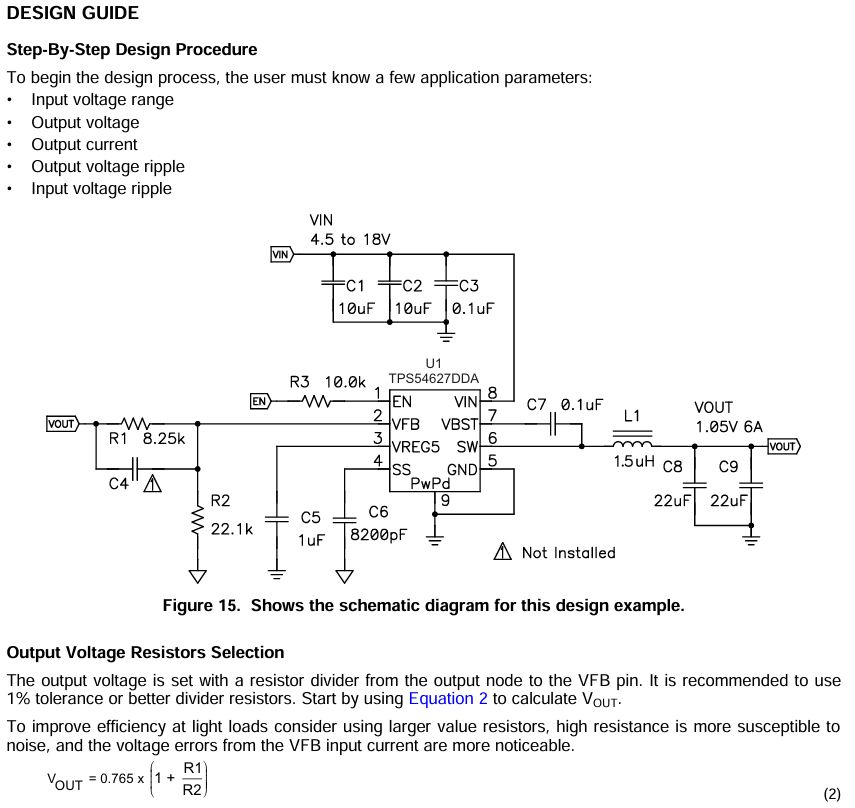 DESIGN GUIDE
Step-By-Step Design Procedure
To begin the design process, the user must know a few application parameters:
• Input voltage range
• Output voltage
• Output current
• Output voltage ripple
• Input voltage ripple
VIN
4.5 to 18V
VIN
C1 C2 C3
10uF 10uF 0.1uF
U1
TPS54627DDA
R3 10.0k
EN
1 EN VIN 8
C7 0.1uF
VOUT
R1 8.25k
2 VFB VBST 7
L1
VOUT
1.05V 6A
3 VREG5 SW 6
VOUT
1.5uH C8 C9
C4
4 SS GND 5
PwPd
9
22uF 22uF
R2
22.1k
C5
1uF
C6
8200pF
! Not Installed
Figure 15. Shows the schematic diagram for this design example.
Output Voltage Resistors Selection
The output voltage is set with a resistor divider from the output node to the VFB pin. It is recommended to use
1% tolerance or better divider resistors. Start by using Equation 2 to calculate VOUT.
To improve efficiency at light loads consider using larger value resistors, high resistance is more susceptible to
noise, and the voltage errors from the VFB input current are more noticeable.
VOUT = 0.765 x (1 + R1/R2)
(2)